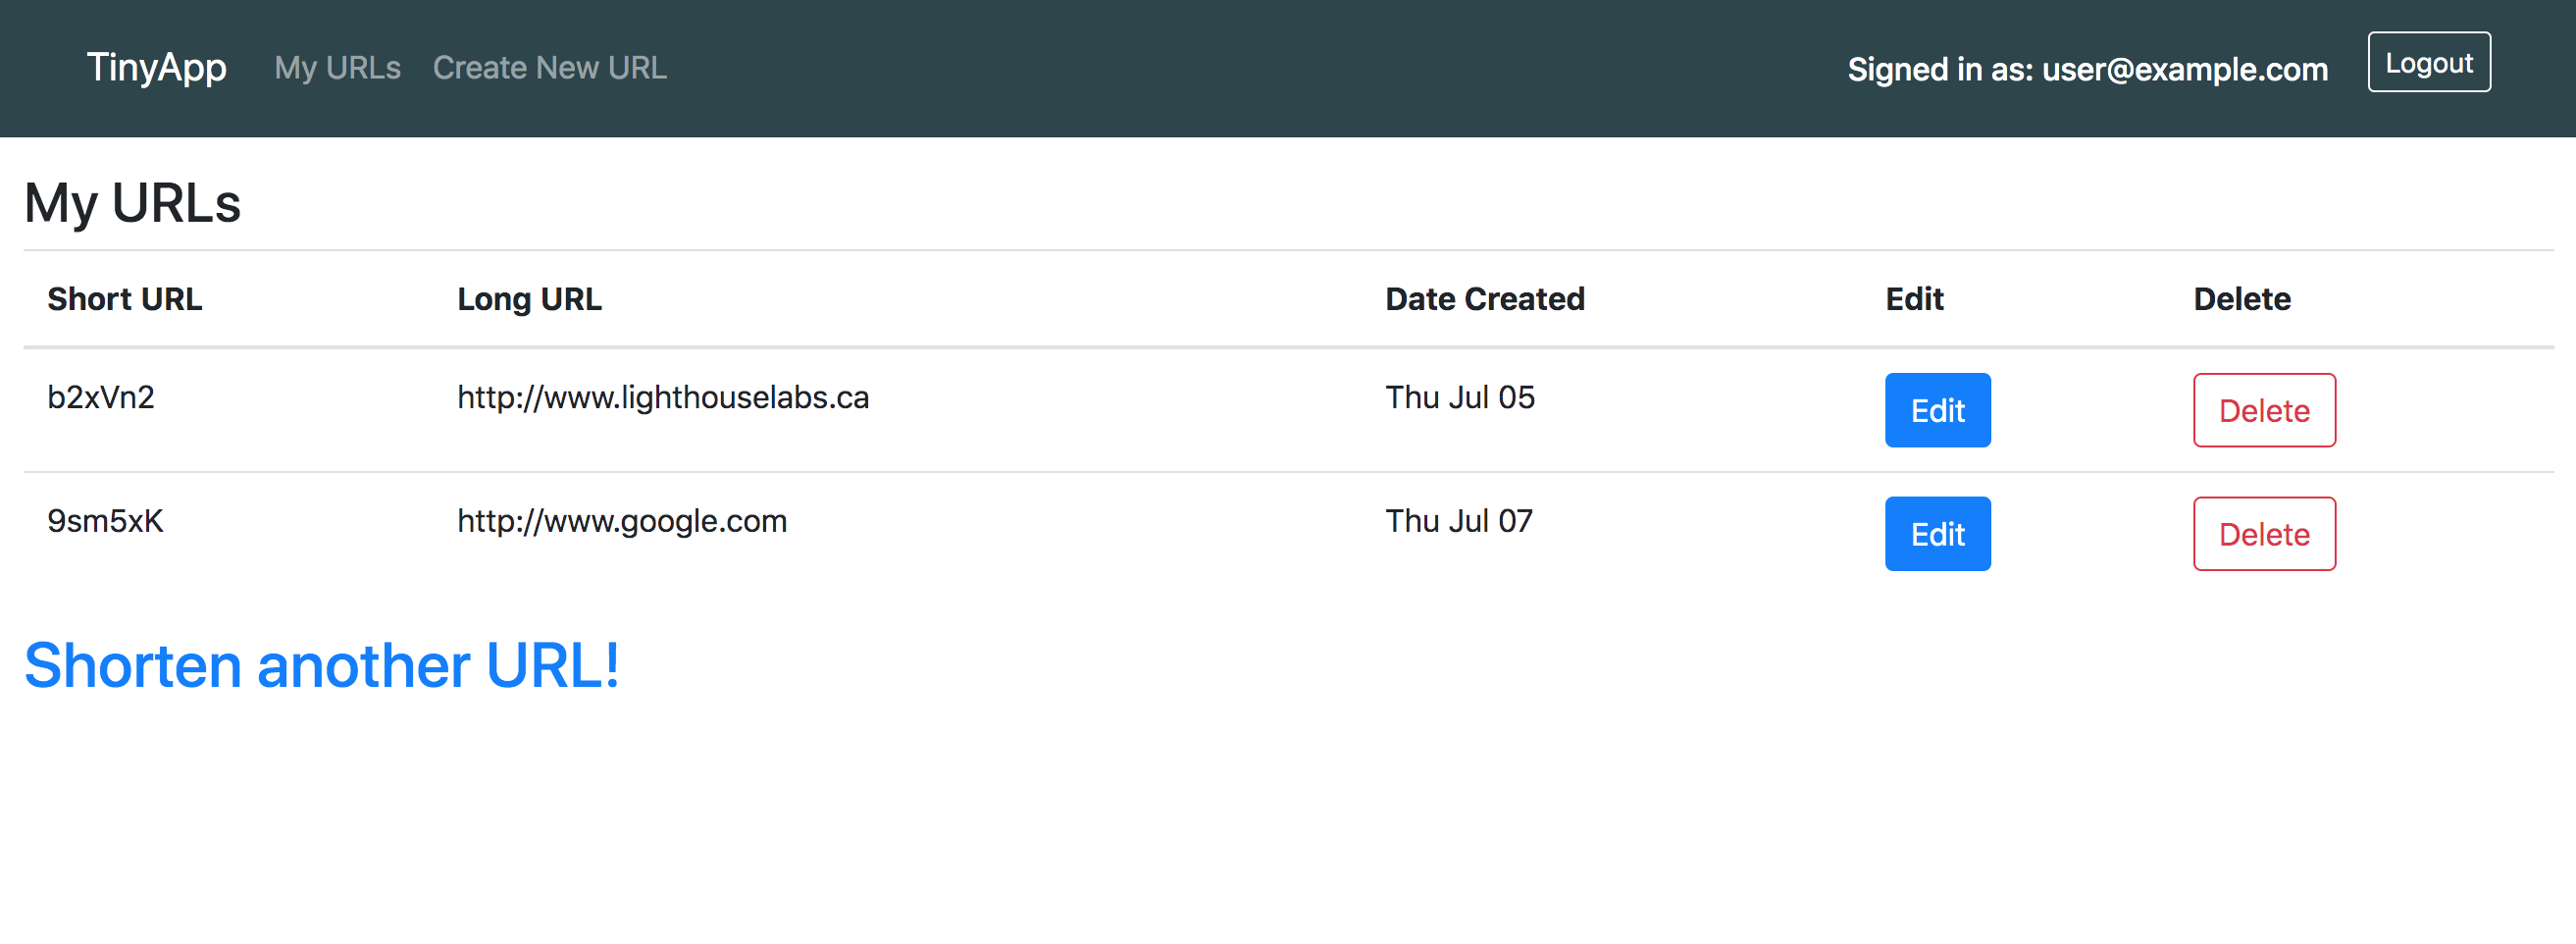 TinyApp My URLs Create New URL Signed in as: user@example.com Logout
My URLs
Short URL Long URL Date Created Edit Delete
b2xVn2 http://www.lighthouselabs.ca Thu Jul 05 Edit Delete
9sm5xK http://www.google.com Thu Jul 07 Edit Delete
Shorten another URL!